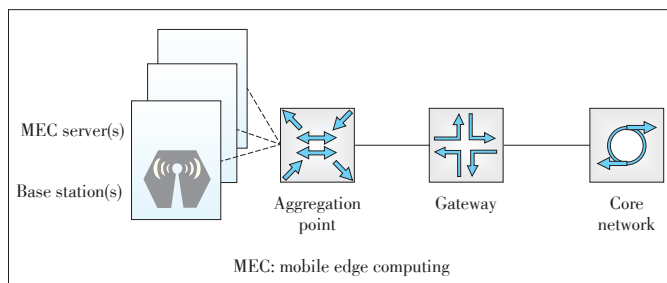 MEC server(s)
Base station(s)
Aggregation
point
Gateway
Core
network
MEC: mobile edge computing